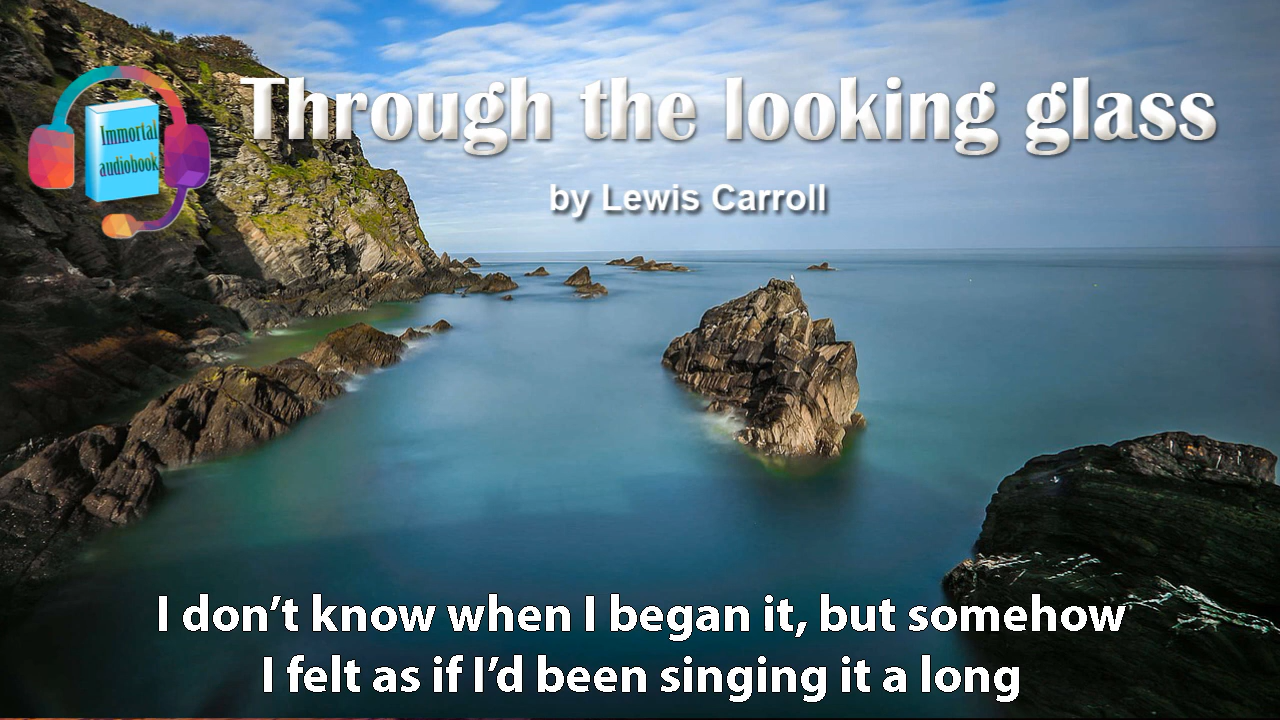 Through the looking glass
by Lewis Carroll
Immortal
audiobook
I don’t know when I began it, but somehow
I felt as if I’d been singing it a long